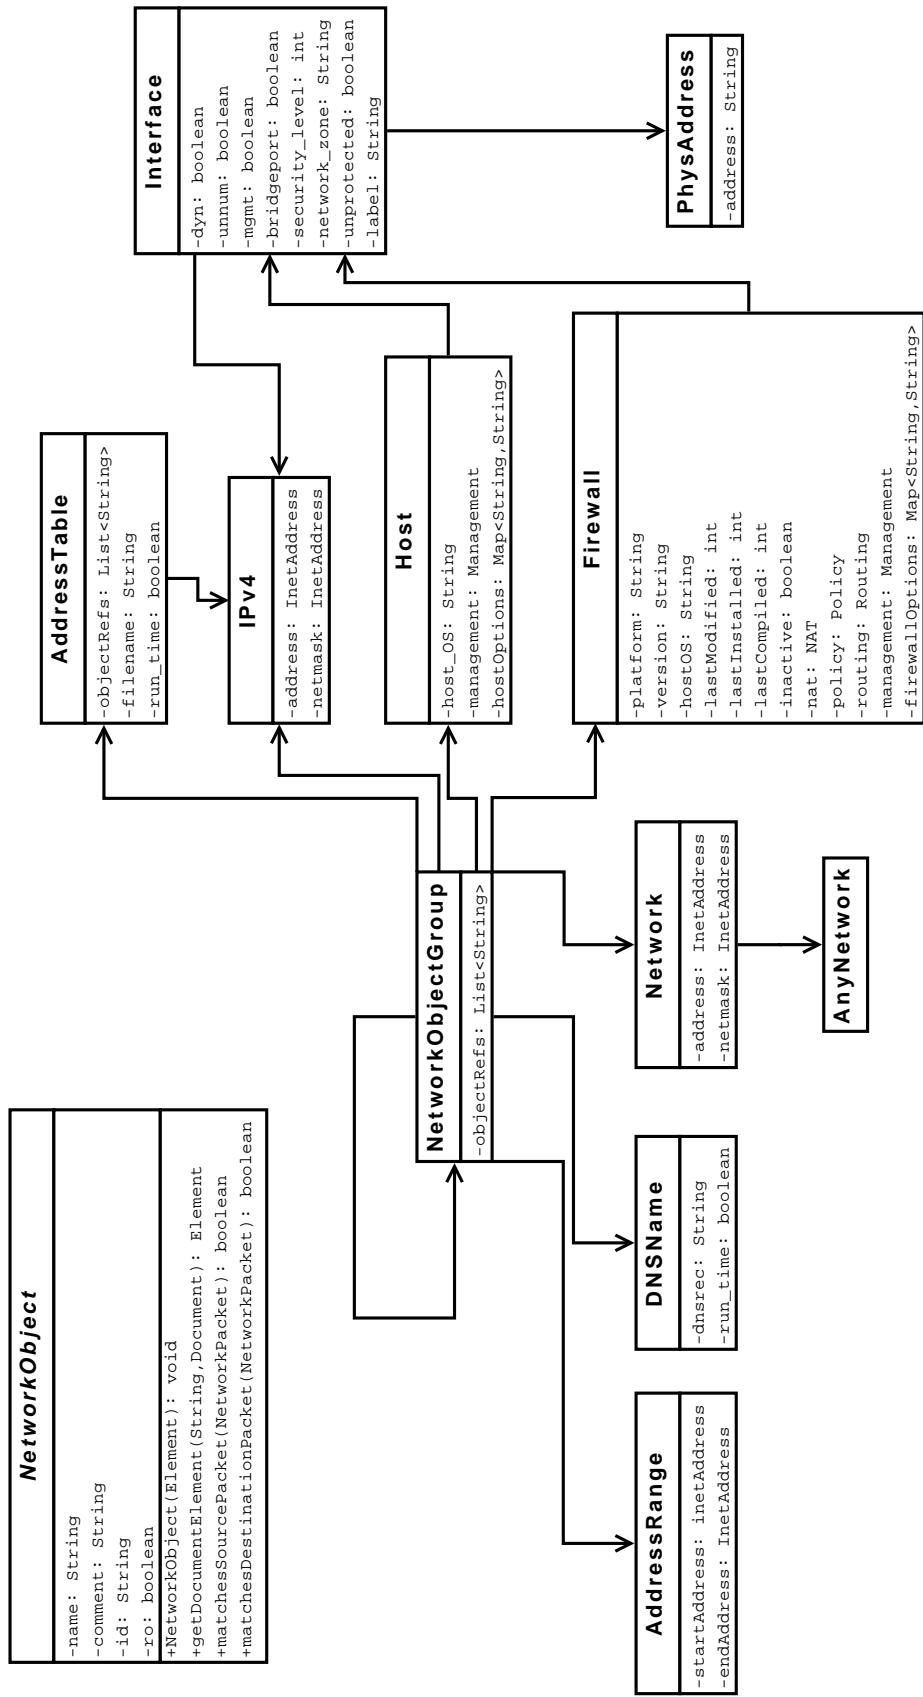 NetworkObject
-name: String
-comment: String
-id: String
-ro: boolean
+NetworkObject(Element): void
+getDocumentElement(String,Document): Element
+matchesSourcePacket(NetworkPacket): boolean
+matchesDestinationPacket(NetworkPacket): boolean
AddressTable
-objectRefs: List<String>
-filename: String
-run_time: boolean
Interface
-dyn: boolean
-unnum: boolean
-mgmt: boolean
-bridgeport: boolean
-security_level: int
-network_zone: String
-unprotected: boolean
-label: String
IPv4
-address: InetAddress
-netmask: InetAddress
Host
-host_OS: String
-management: Management
-hostOptions: Map<String,String>
NetworkObjectGroup
-objectRefs: List<String>
Firewall
-platform: String
-version: String
-hostOS: String
-lastModified: int
-lastInstalled: int
-lastCompiled: int
-inactive: boolean
-nat: NAT
-policy: Policy
-routing: Routing
-management: Management
-firewallOptions: Map<String,String>
PhysAddress
-address: String
AddressRange
-startAddress: inetAddress
-endAddress: InetAddress
DNSName
-dnsrec: String
-run_time: boolean
Network
-address: InetAddress
-netmask: InetAddress
AnyNetwork